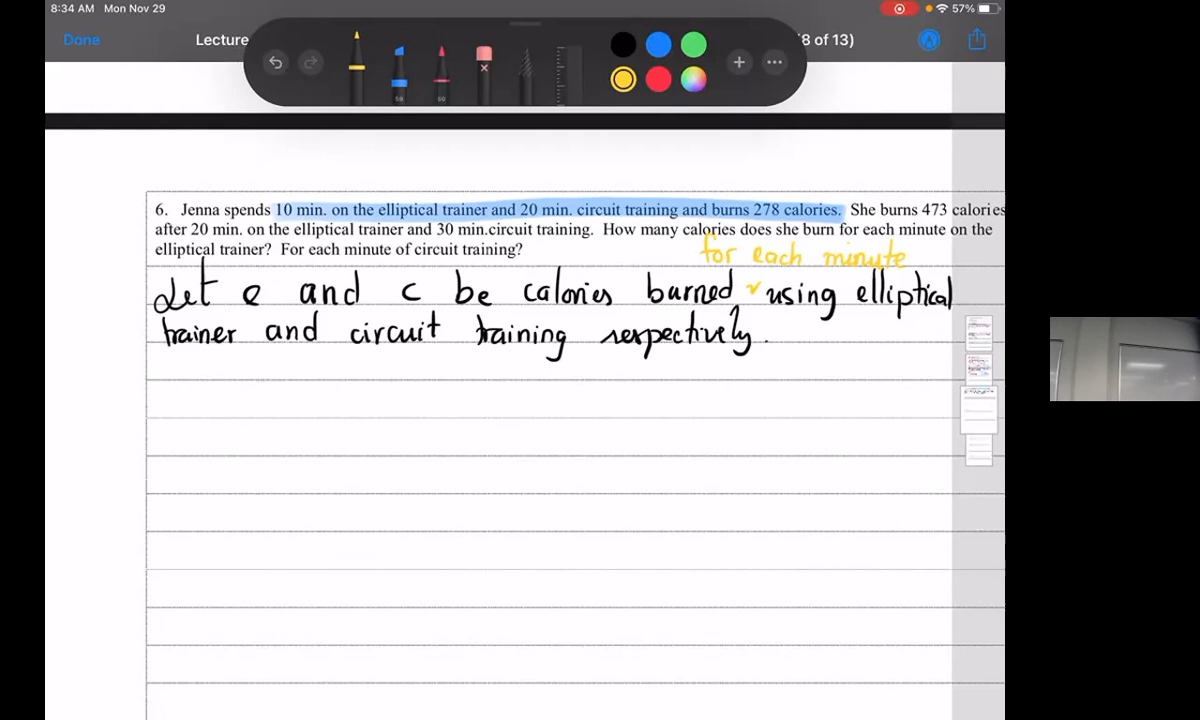 8:34 AM Mon Nov 29
57%
Done
Lecture
8 of 13)
6. Jenna spends 10 min. on the elliptical trainer and 20 min. circuit training and burns 278 calories. She burns 473 calories
after 20 min. on the elliptical trainer and 30 min.circuit training. How many calories does she burn for each minute on the
elliptical trainer? For each minute of circuit training?
for each minute
Let e and c be calories burned using elliptical
trainer and circuit training respectively.